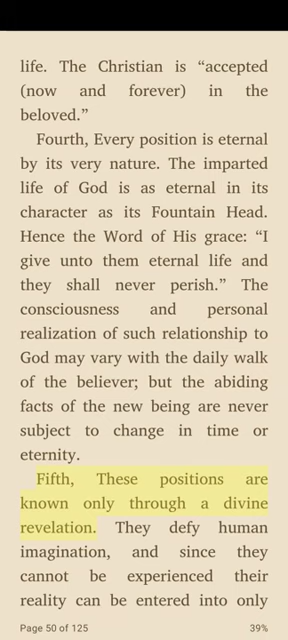 life. The Christian is “accepted
(now and forever) in the
beloved.”
Fourth, Every position is eternal
by its very nature. The imparted
life of God is as eternal in its
character as its Fountain Head.
Hence the Word of His grace: “I
give unto them eternal life and
they shall never perish.” The
consciousness and personal
realization of such relationship to
God may vary with the daily walk
of the believer; but the abiding
facts of the new being are never
subject to change in time or
eternity.
Fifth, These positions are
known only through a divine
revelation. They defy human
imagination, and since they
cannot be experienced their
reality can be entered into only
Page 50 of 125 39%